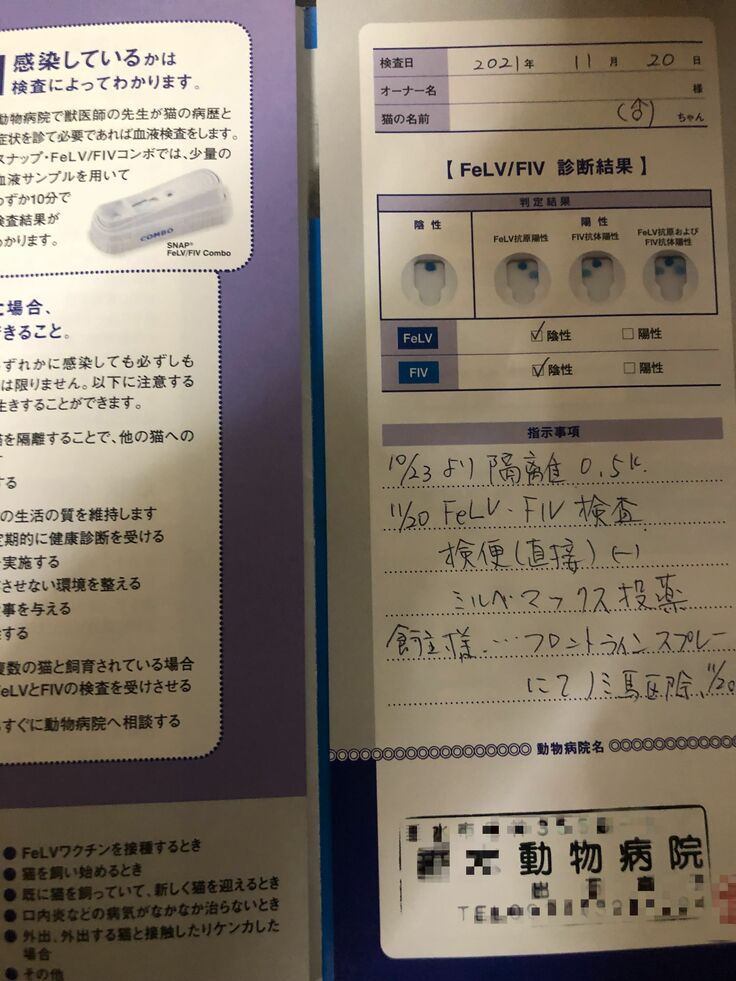 感染しているかは
検査によってわかります。
動物病院で獣医師の先生が猫の病歴と
症状を診て必要であれば血液検査をします。
スナップ・FeLV/FIVコンボでは、少量の
血液サンプルを用いて
わずか10分で
検査結果が
わかります。
COMBO
SNAP®
FeLV/FIV Combo
場合、
きること。
ずれかに感染しても必ずしも
は限りません。以下に注意する
生きすることができます。
を隔離することで、他の猫への
する
の生活の質を維持します
定期的に健康診断を受ける
実施する
させない環境を整える
事を与える
する
複数の猫と飼育されている場合
FeLVとFIVの検査を受けさせる
すぐに動物病院へ相談する
● FeLVワクチンを接種するとき
● 猫を飼い始めるとき
● 既に猫を飼っていて、新しく猫を迎えるとき
● 口内炎などの病気がなかなか治らないとき
● 外出、外出する猫と接触したりケンカした
場合
● その他
検査日 2021年 11月 20日
オーナー名 様
猫の名前 (♂) ちゃん
【 FeLV/FIV 診断結果 】
判定結果
陰性 陽性
FeLV抗原陽性 FIV抗体陽性 FeLV抗原および
FIV抗体陽性
FeLV ☑陰性 □陽性
FIV ☑陰性 □陽性
指示事項
10/23 より 隔離 0.5K.
11/20 FeLV・FIV 検査
検便(直接) (-)
ミルベマックス投薬
飼主様…フロントラインスプレー
にてノミ駆除、11/20
◎◎◎◎◎◎◎◎◎◎◎◎◎◎◎ 動物病院名 ◎◎◎◎◎◎◎◎◎◎
動物病院
TEL